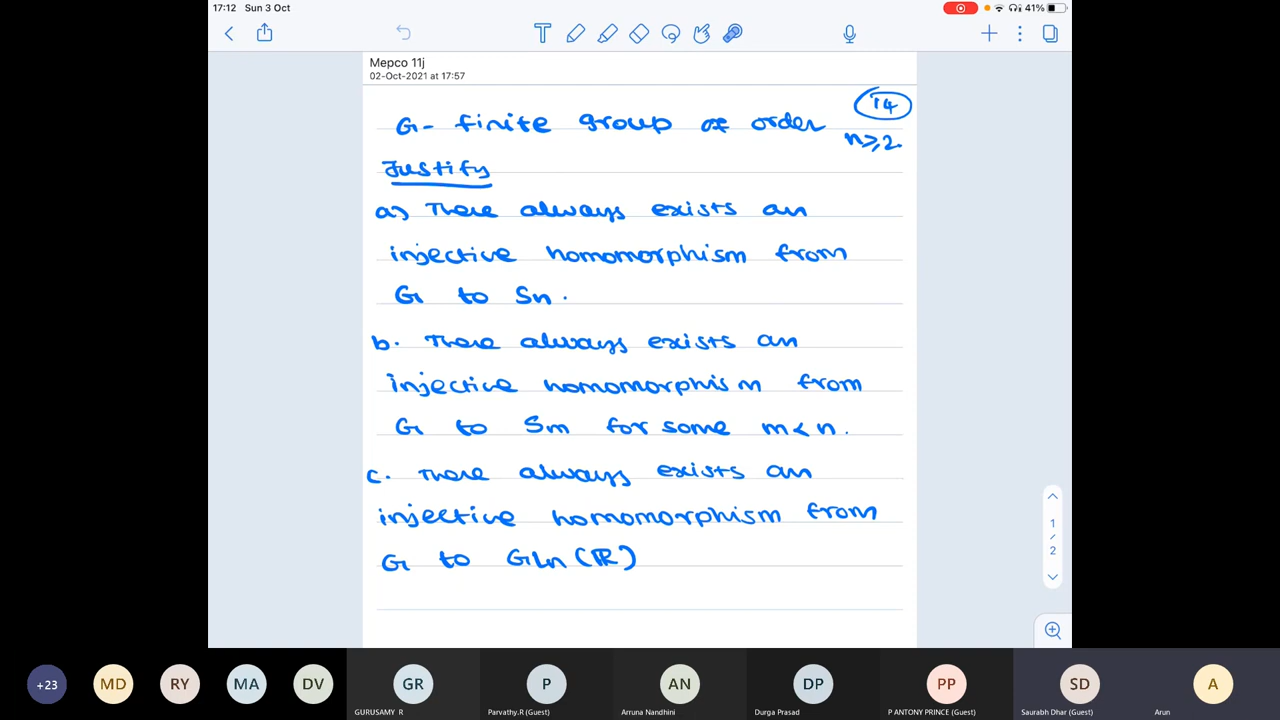 17:12 Sun 3 Oct
41%
Mepco 11j
02-Oct-2021 at 17:57
14
G - finite group of order
n≥2.
Justify
a) There always exists an
injective homomorphism from
G to Sn.
b. There always exists an
injective homomorphism from
G to Sm for some m<n.
c. There always exists an
injective homomorphism from
G to GLn(ℝ)
1
/
2
+23
MD
RY
MA
DV
GR
P
AN
DP
PP
SD
A
GURUSAMY R
Parvathy.R (Guest)
Arruna Nandhini
Durga Prasad
P ANTONY PRINCE (Guest)
Saurabh Dhar (Guest)
Arun